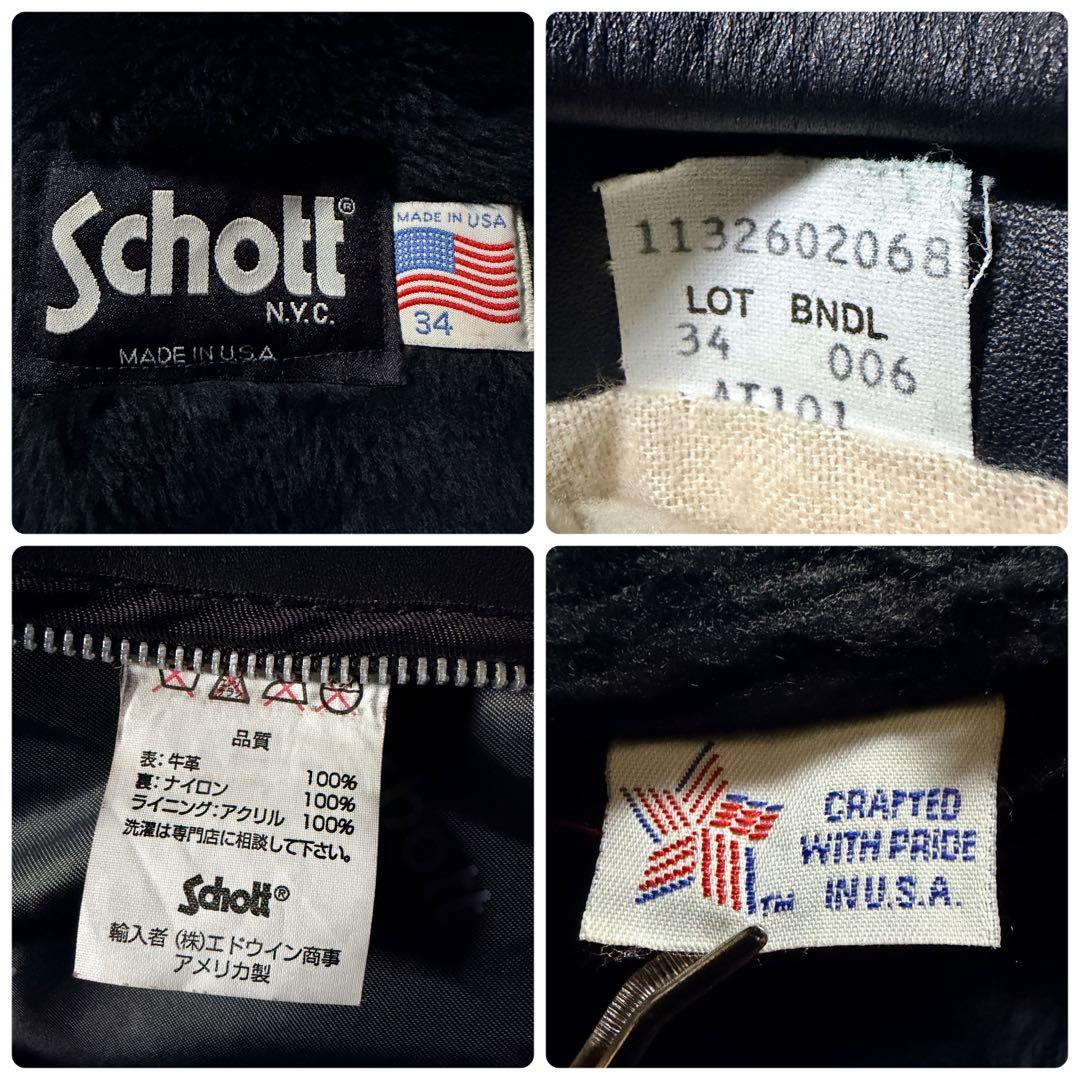 Schott®
N.Y.C.
MADE IN U.S.A
MADE IN USA
34
1132602068
LOT BNDL
34 006
AT101
品質
表:牛革 100%
裏:ナイロン 100%
ライニング:アクリル 100%
洗濯は専門店に相談して下さい。
Schott®
輸入者 (株)エドウイン商事
アメリカ製
CRAFTED
WITH PRIDE
IN U.S.A.
TM